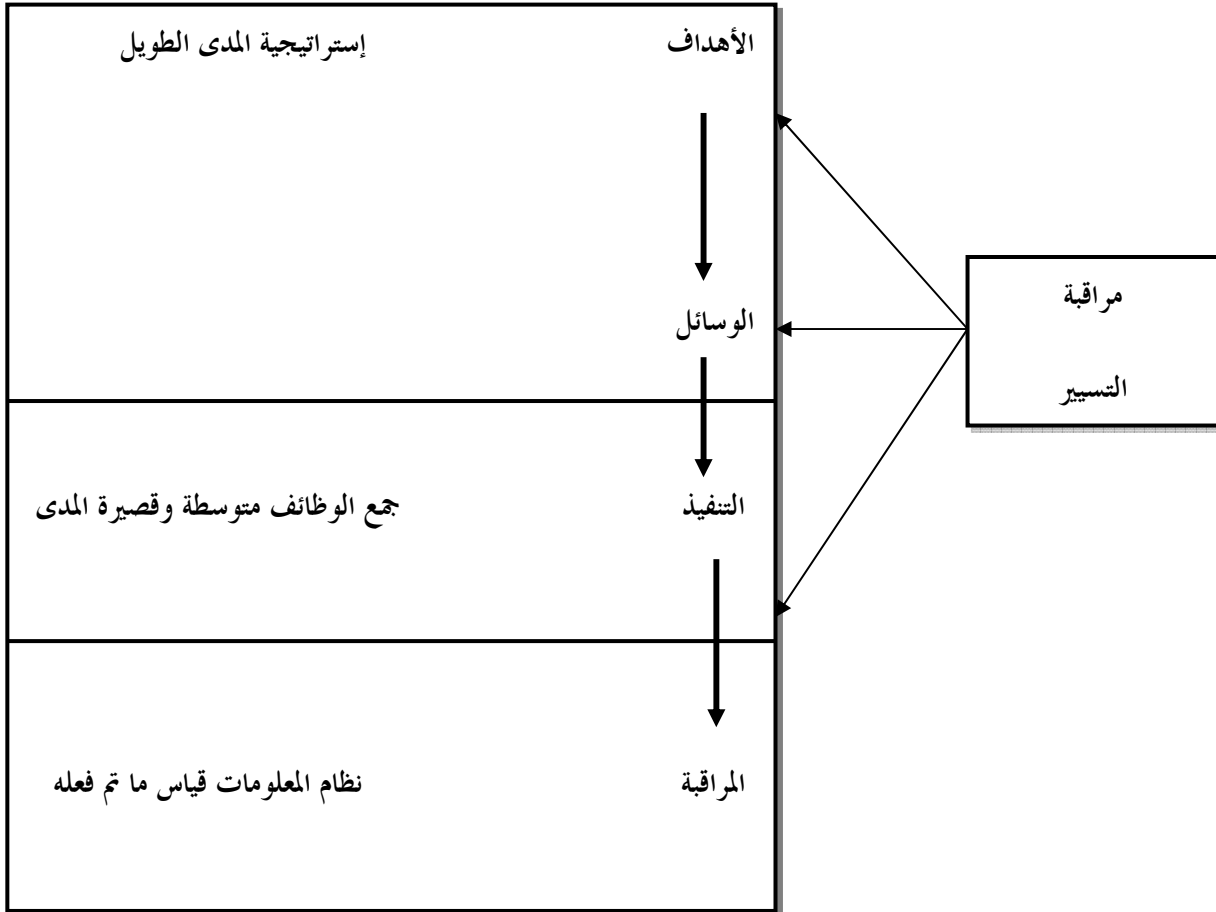 الأهداف إستراتيجية المدى الطويل
مراقبة
الوسائل
التسيير
التنفيذ جمع الوظائف متوسطة وقصيرة المدى
المراقبة نظام المعلومات قياس ما تم فعله